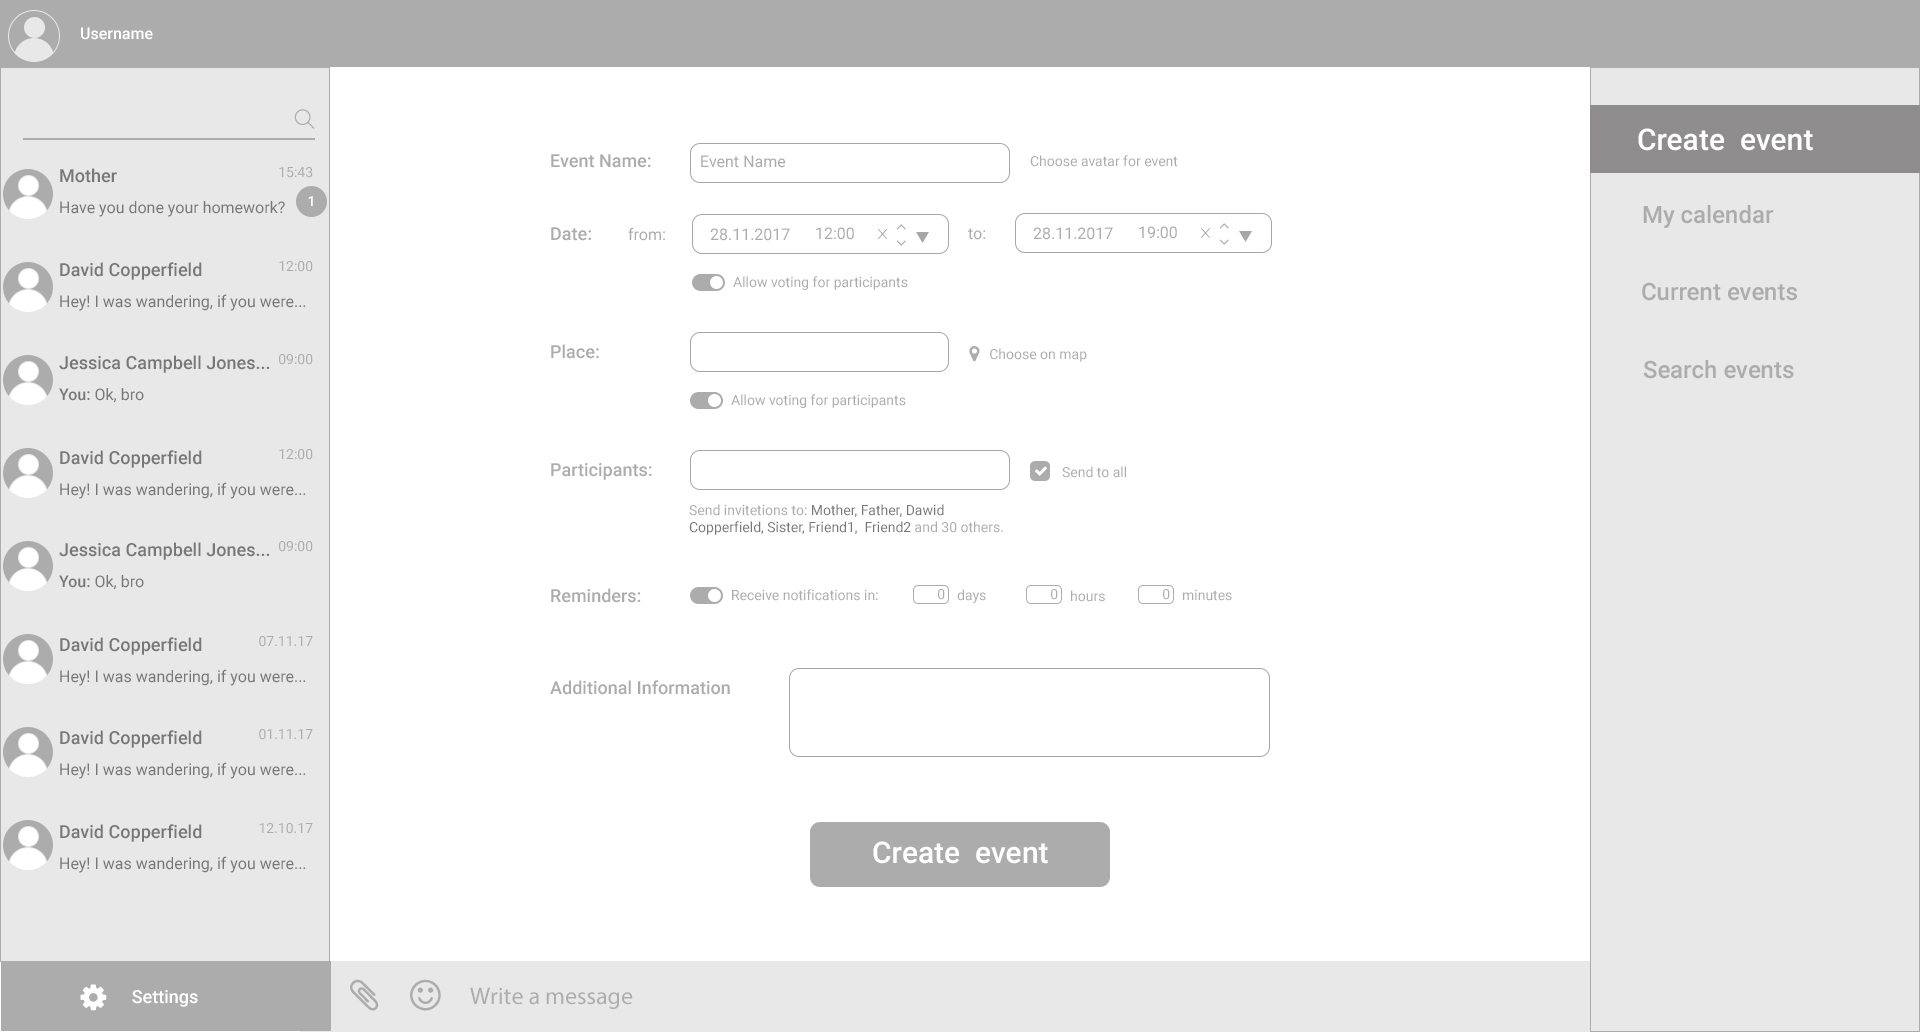 Username
Mother 15:43
Have you done your homework? 1
David Copperfield 12:00
Hey! I was wandering, if you were...
Jessica Campbell Jones... 09:00
You: Ok, bro
David Copperfield 12:00
Hey! I was wandering, if you were...
Jessica Campbell Jones... 09:00
You: Ok, bro
David Copperfield 07.11.17
Hey! I was wandering, if you were...
David Copperfield 01.11.17
Hey! I was wandering, if you were...
David Copperfield 12.10.17
Hey! I was wandering, if you were...
Settings
Event Name: Event Name Choose avatar for event
Date: from: 28.11.2017 12:00 to: 28.11.2017 19:00
Allow voting for participants
Place: Choose on map
Allow voting for participants
Participants: Send to all
Send invitetions to: Mother, Father, Dawid
Copperfield, Sister, Friend1, Friend2 and 30 others.
Reminders: Receive notifications in: 0 days 0 hours 0 minutes
Additional Information
Create event
Write a message
Create event
My calendar
Current events
Search events